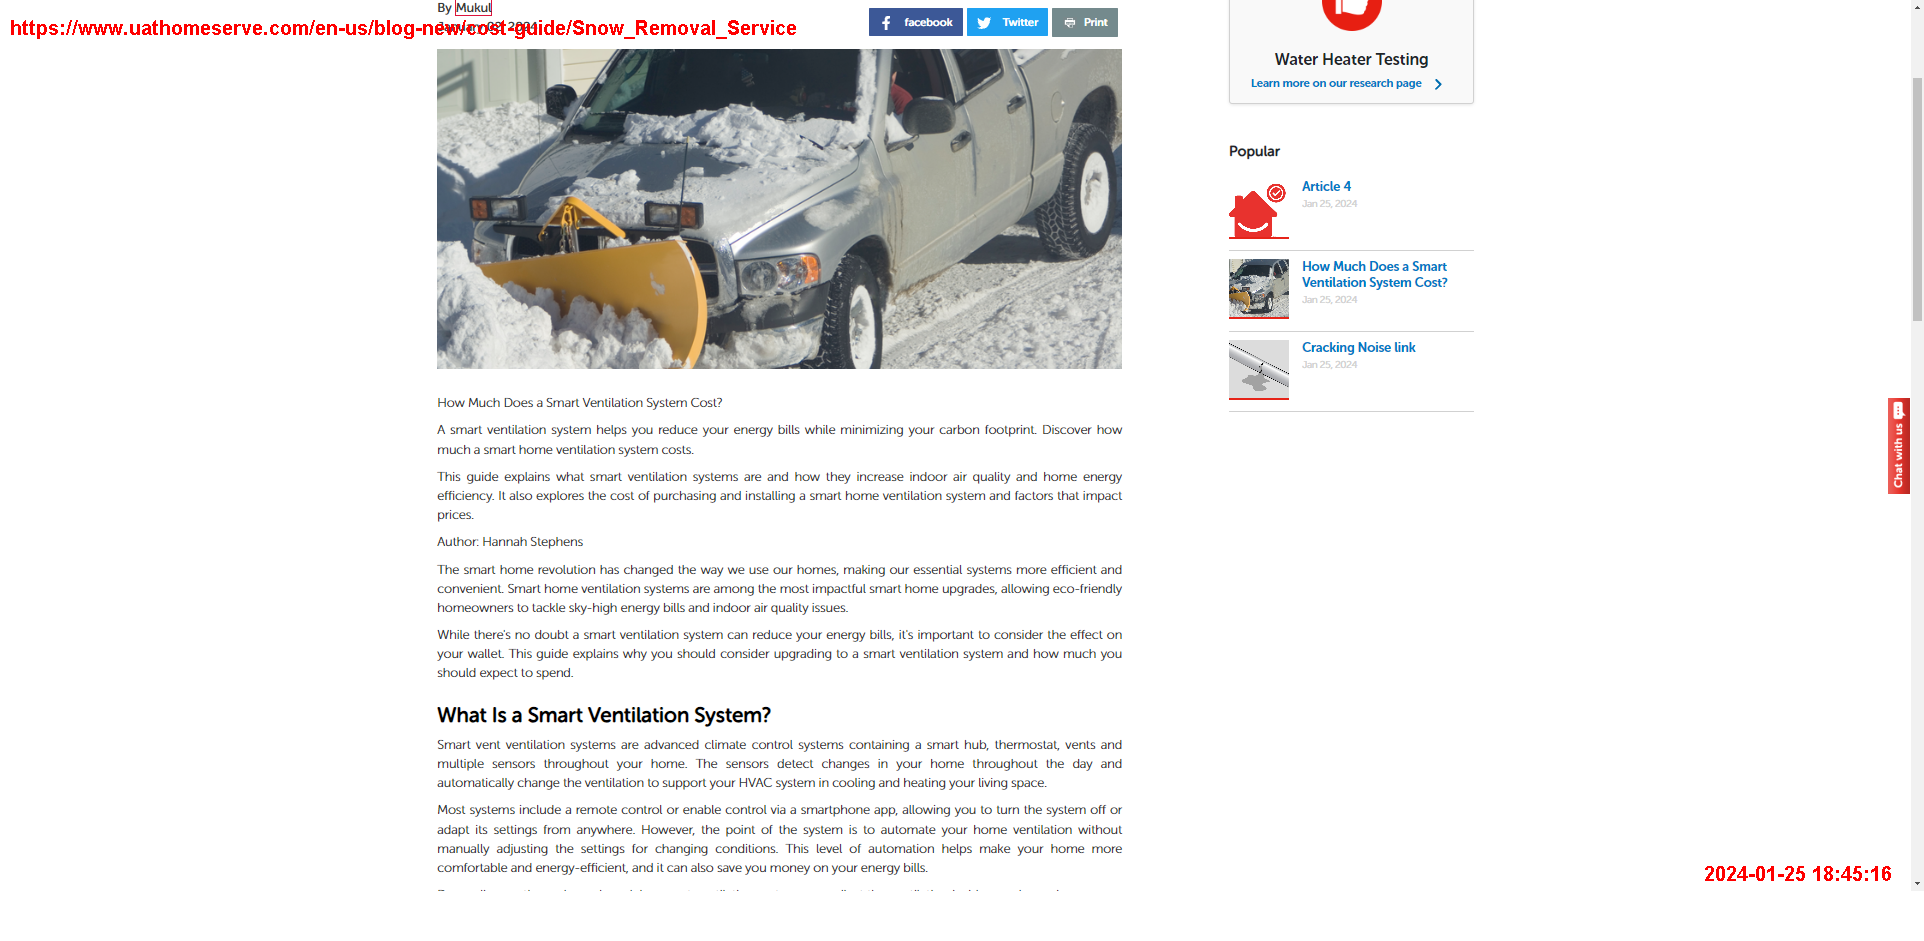 By Mukul
https://www.uathomeserve.com/en-us/blog-new/cost-guide/Snow_Removal_Service
facebook
Twitter
Print
How Much Does a Smart Ventilation System Cost?
A smart ventilation system helps you reduce your energy bills while minimizing your carbon footprint. Discover how
much a smart home ventilation system costs.
This guide explains what smart ventilation systems are and how they increase indoor air quality and home energy
efficiency. It also explores the cost of purchasing and installing a smart home ventilation system and factors that impact
prices.
Author: Hannah Stephens
The smart home revolution has changed the way we use our homes, making our essential systems more efficient and
convenient. Smart home ventilation systems are among the most impactful smart home upgrades, allowing eco-friendly
homeowners to tackle sky-high energy bills and indoor air quality issues.
While there's no doubt a smart ventilation system can reduce your energy bills, it's important to consider the effect on
your wallet. This guide explains why you should consider upgrading to a smart ventilation system and how much you
should expect to spend.
What Is a Smart Ventilation System?
Smart vent ventilation systems are advanced climate control systems containing a smart hub, thermostat, vents and
multiple sensors throughout your home. The sensors detect changes in your home throughout the day and
automatically change the ventilation to support your HVAC system in cooling and heating your living space.
Most systems include a remote control or enable control via a smartphone app, allowing you to turn the system off or
adapt its settings from anywhere. However, the point of the system is to automate your home ventilation without
manually adjusting the settings for changing conditions. This level of automation helps make your home more
comfortable and energy-efficient, and it can also save you money on your energy bills.
Water Heater Testing
Learn more on our research page
Popular
Article 4
Jan 25, 2024
How Much Does a Smart
Ventilation System Cost?
Jan 25, 2024
Cracking Noise link
Jan 25, 2024
Chat with us
2024-01-25 18:45:16